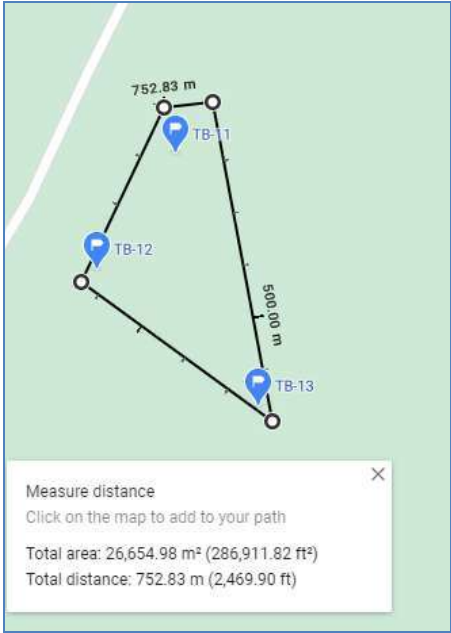 752.83 m
TB-11
TB-12
500.00 m
TB-13
Measure distance
Click on the map to add to your path
Total area: 26,654.98 m² (286,911.82 ft²)
Total distance: 752.83 m (2,469.90 ft)